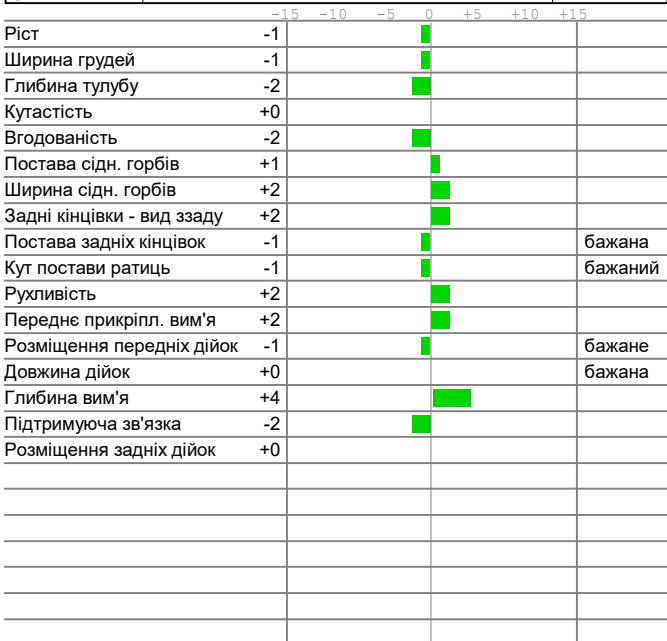 -15 -10 -5 0 +5 +10 +15
Ріст -1
Ширина грудей -1
Глибина тулубу -2
Кутастість +0
Вгодованість -2
Постава сідн. горбів +1
Ширина сідн. горбів +2
Задні кінцівки - вид ззаду +2
Постава задніх кінцівок -1 бажана
Кут постави ратиць -1 бажаний
Рухливість +2
Переднє прикріпл. вим'я +2
Розміщення передніх дійок -1 бажане
Довжина дійок +0 бажана
Глибина вим'я +4
Підтримуюча зв'язка -2
Розміщення задніх дійок +0